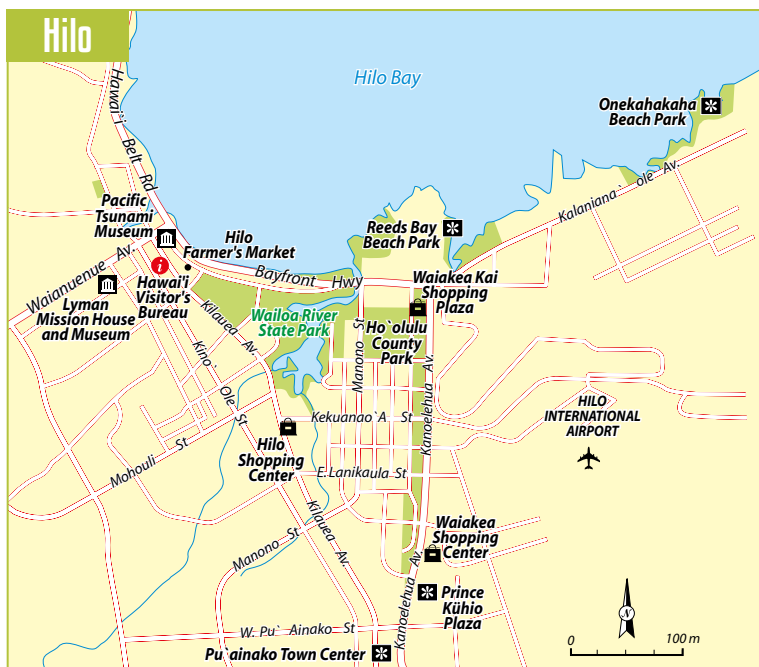 Hilo
Hilo Bay
Onekahakaha
Beach Park
Hawai`i Belt Rd
Kalaniana` ole Av.
Pacific
Tsunami
Museum
Hilo
Farmer's Market
Reeds Bay
Beach Park
Waianuenue Av.
i
Bayfront Hwy
Waiakea Kai
Shopping
Plaza
Hawai'i
Visitor's
Bureau
Lyman
Mission House
and Museum
Kilauea Av.
Wailoa River
State Park
Ho`olulu
County
Park
Manono St
Kino` Ole St
Kanoelehua Av.
HILO
INTERNATIONAL
AIRPORT
Kekuanao`A St
Mohouli St
Hilo
Shopping
Center
E.Lanikaula St
Kilauea Av.
Manono St
Waiakea
Shopping
Center
Prince
Kühio
Plaza
Kanoelehua Av.
W. Pu` Ainako St
Pu`ainako Town Center
N
0 100 m